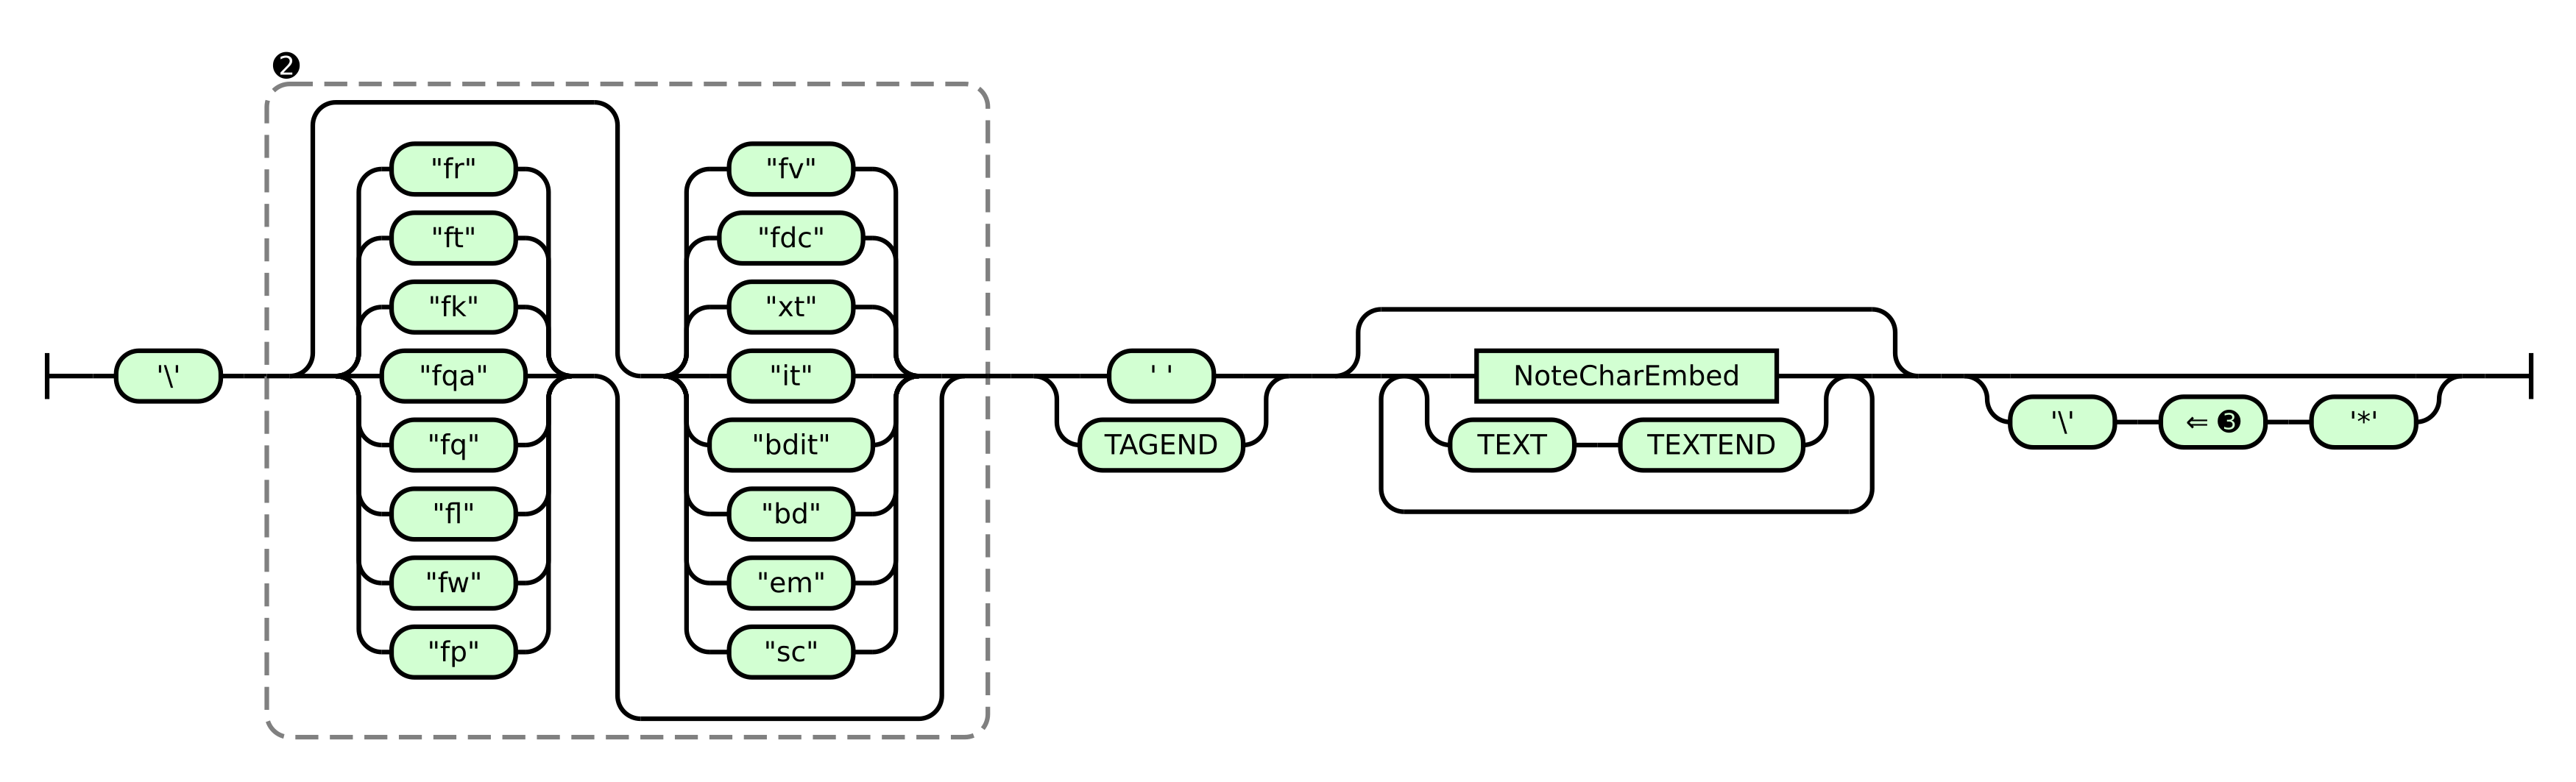 ❷
"fr"
"ft"
"fk"
"fqa"
"fq"
"fl"
"fw"
"fp"
"fv"
"fdc"
"xt"
"it"
"bdit"
"bd"
"em"
"sc"
'\'
' '
TAGEND
NoteCharEmbed
TEXT
TEXTEND
'\'
⇐ ❸
'*'